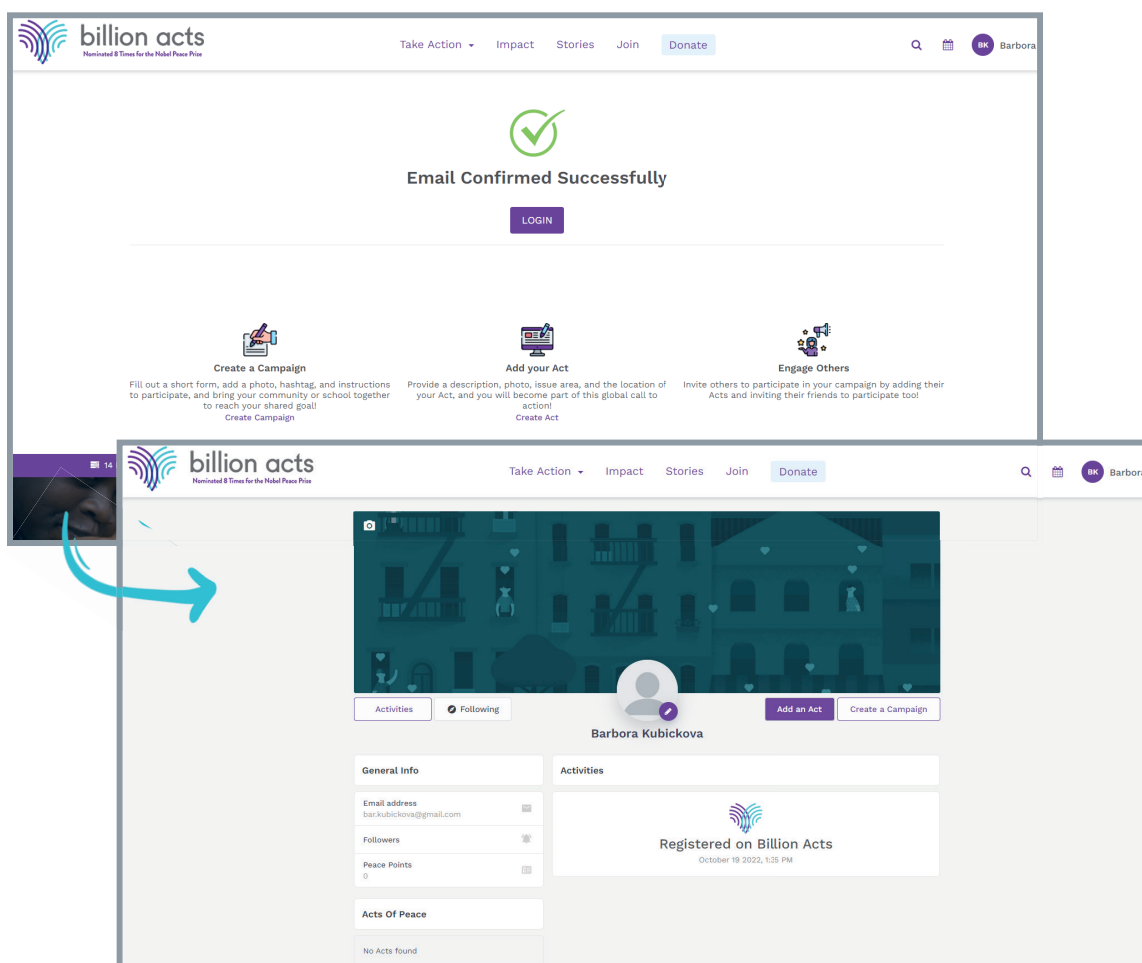 billion acts
Nominated 8 Times for the Nobel Peace Prize
Take Action Impact Stories Join Donate
BK Barbora
Email Confirmed Successfully
LOGIN
Create a Campaign
Fill out a short form, add a photo, hashtag, and instructions
to participate, and bring your community or school together
to reach your shared goal!
Create Campaign
Add your Act
Provide a description, photo, issue area, and the location of
your Act, and you will become part of this global call to
action!
Create Act
Engage Others
Invite others to participate in your campaign by adding their
Acts and inviting their friends to participate too!
14
billion acts
Nominated 8 Times for the Nobel Peace Prize
Take Action Impact Stories Join Donate
BK Barbora
Activities Following
Add an Act Create a Campaign
Barbora Kubickova
General Info
Email address
bar.kubickova@gmail.com
Followers
Peace Points
0
Acts Of Peace
No Acts found
Activities
Registered on Billion Acts
October 19 2022, 1:35 PM